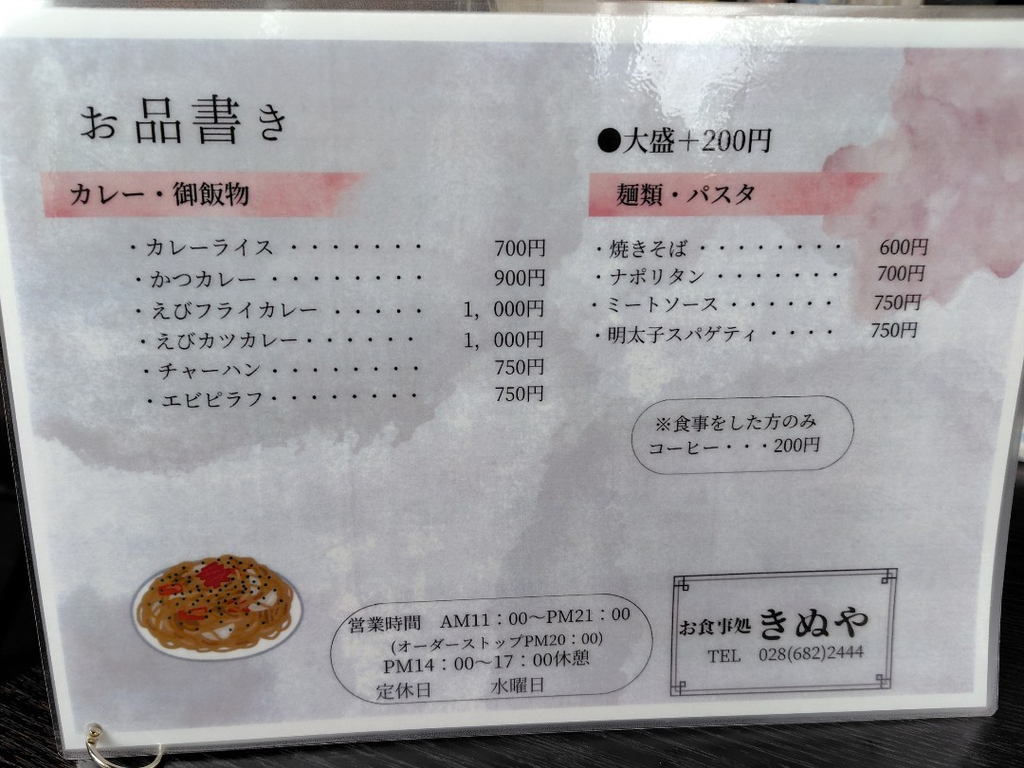 お品書き
カレー・御飯物
・カレーライス ・・・・・・・ 700円
・かつカレー ・・・・・・・・ 900円
・えびフライカレー ・・・・・ 1，000円
・えびカツカレー・・・・・・ 1，000円
・チャーハン・・・・・・・・ 750円
・エビピラフ・・・・・・・・ 750円
●大盛＋200円
麺類・パスタ
・焼きそば・・・・・・・・ 600円
・ナポリタン・・・・・・・ 700円
・ミートソース・・・・・・ 750円
・明太子スパゲティ・・・・ 750円
※食事をした方のみ
コーヒー・・・200円
営業時間 AM11：00～PM21：00
(オーダーストップPM20：00)
PM14：00～17：00休憩
定休日 水曜日
お食事処 きぬや
TEL 028(682)2444